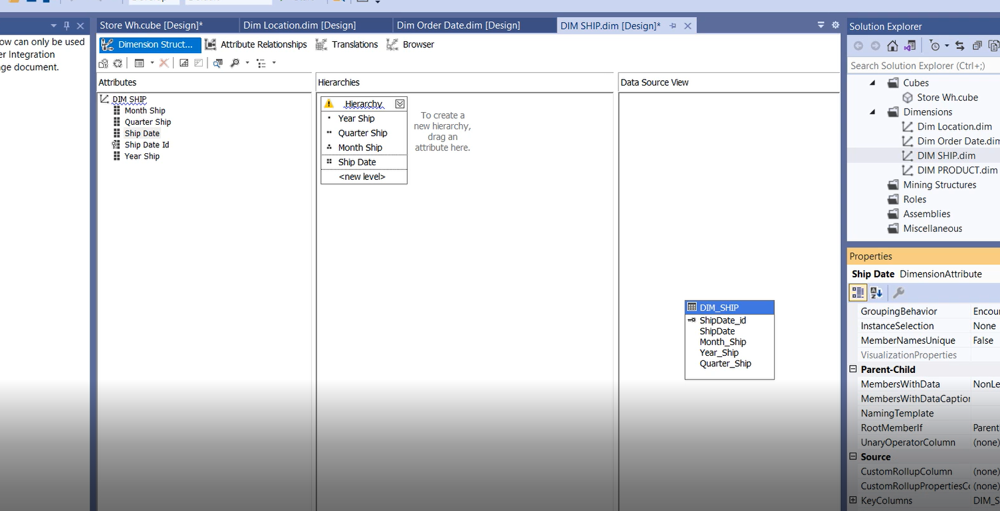 Store Wh.cube [Design]*
Dim Location.dim [Design]
Dim Order Date.dim [Design]
DIM SHIP.dim [Design]*
ow can only be used
er Integration
ge document.
Dimension Struct...
Attribute Relationships
Translations
Browser
Attributes
DIM SHIP
Month Ship
Quarter Ship
Ship Date
Ship Date Id
Year Ship
Hierarchies
Hierarchy
Year Ship
Quarter Ship
Month Ship
Ship Date
<new level>
To create a
new hierarchy,
drag an
attribute here.
Data Source View
DIM_SHIP
ShipDate_id
ShipDate
Month_Ship
Year_Ship
Quarter_Ship
Solution Explorer
Search Solution Explorer (Ctrl+;)
Cubes
Store Wh.cube
Dimensions
Dim Location.dim
Dim Order Date.dim
DIM SHIP.dim
DIM PRODUCT.dim
Mining Structures
Roles
Assemblies
Miscellaneous
Properties
Ship Date DimensionAttribute
GroupingBehavior Encour
InstanceSelection None
MemberNamesUnique False
VisualizationProperties
Parent-Child
MembersWithData NonLe
MembersWithDataCaption
NamingTemplate
RootMemberIf Parent
UnaryOperatorColumn (none)
Source
CustomRollupColumn (none)
CustomRollupPropertiesCo (none)
KeyColumns DIM_S